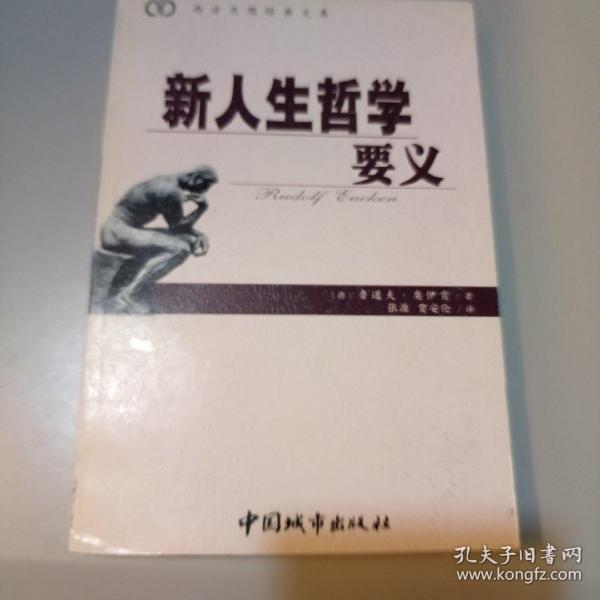 西方思想经典文库
新人生哲学
要义
Rudolf Eucken
〔德〕鲁道夫·奥伊肯/著
张源 贾安伦/译
中国城市出版社
孔夫子旧书网
www.kongfz.com